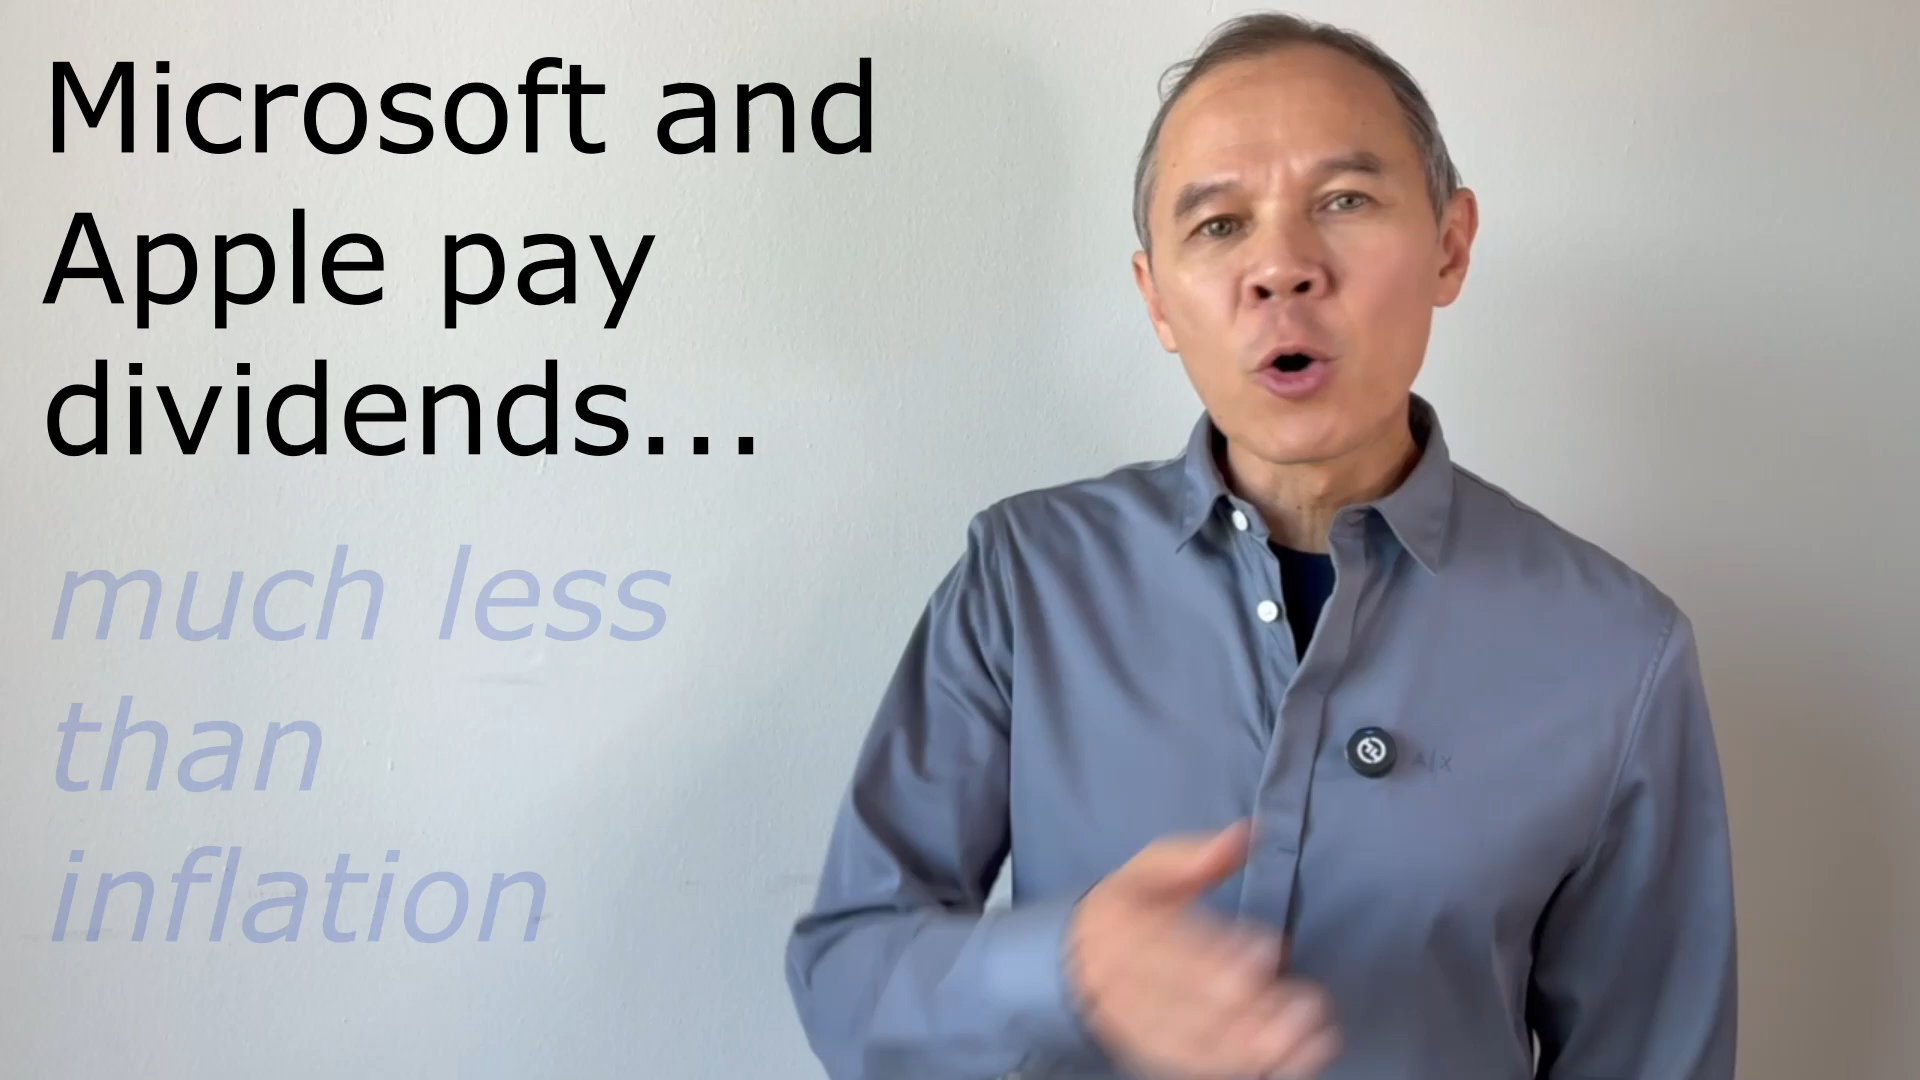 Microsoft and
Apple pay
dividends...
much less
than
inflation
A|X